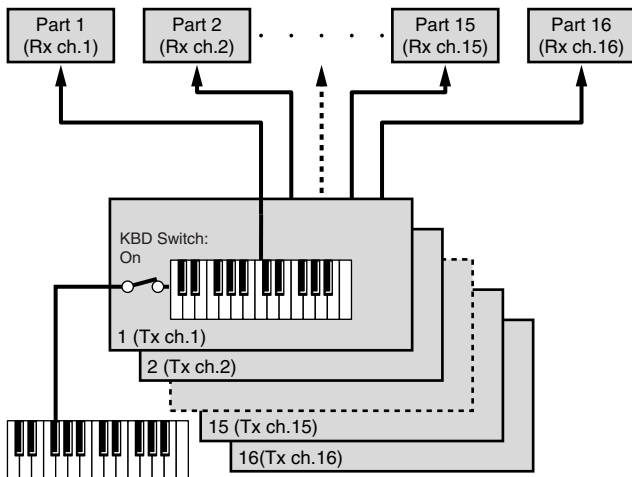 Part 1
(Rx ch.1)
Part 2
(Rx ch.2)
Part 15
(Rx ch.15)
Part 16
(Rx ch.16)
KBD Switch:
On
1 (Tx ch.1)
2 (Tx ch.2)
15 (Tx ch.15)
16(Tx ch.16)